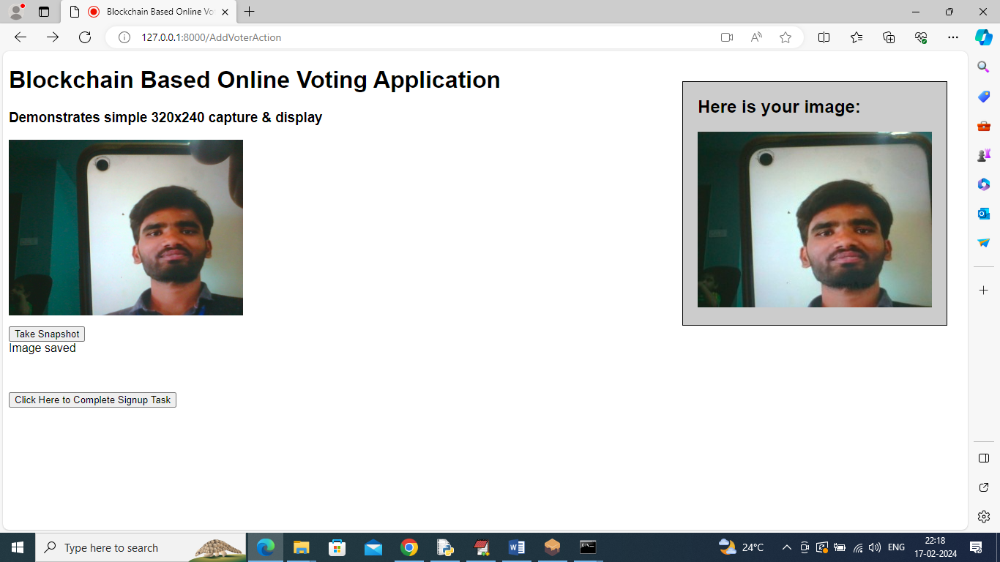 Blockchain Based Online Vo
127.0.0.1:8000/AddVoterAction
Blockchain Based Online Voting Application
Demonstrates simple 320x240 capture & display
Here is your image:
Take Snapshot
Image saved
Click Here to Complete Signup Task
Type here to search
24°C
ENG
22:18
17-02-2024